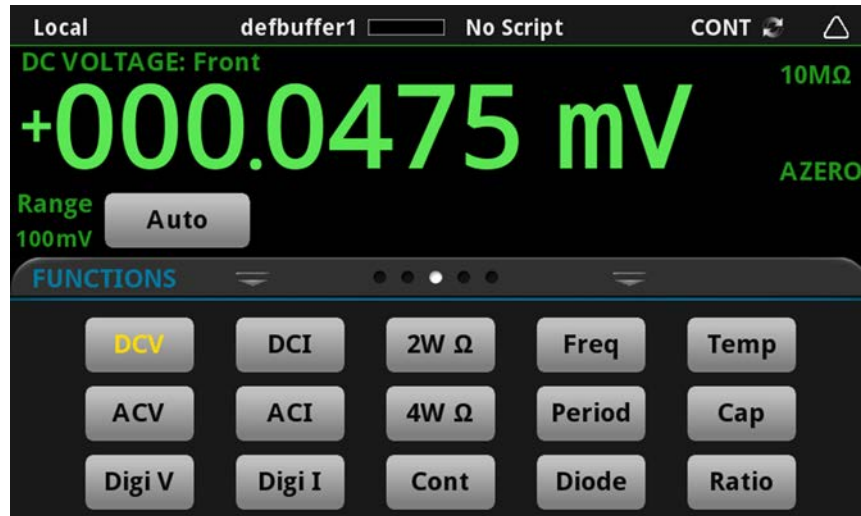 Local defbuffer1 No Script CONT
DC VOLTAGE: Front
10MΩ
+000.0475 mV
AZERO
Range
100mV
Auto
FUNCTIONS
DCV DCI 2W Ω Freq Temp
ACV ACI 4W Ω Period Cap
Digi V Digi I Cont Diode Ratio